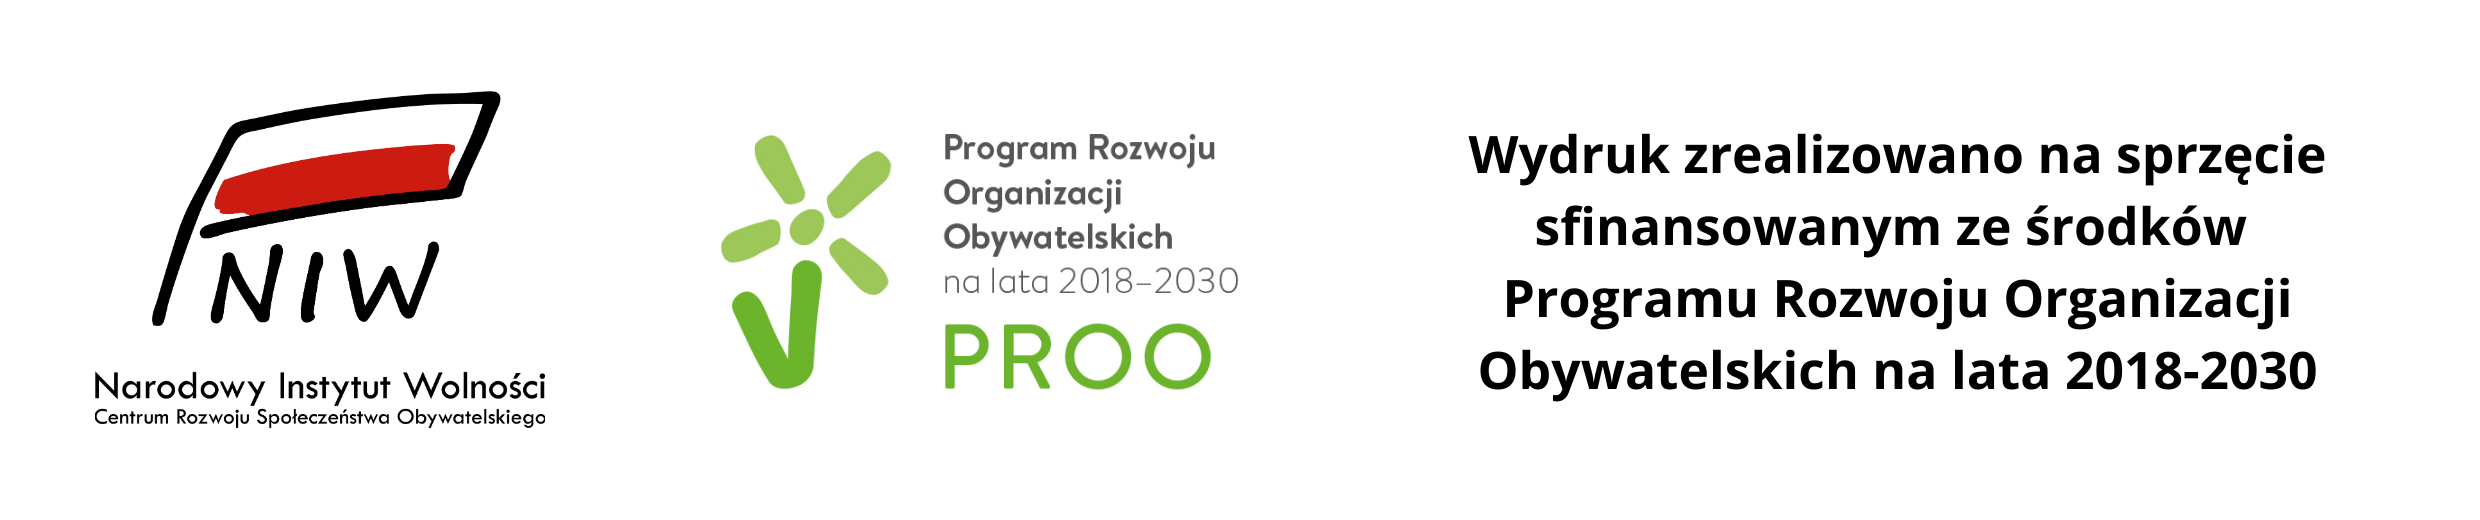 NIW
Narodowy Instytut Wolności
Centrum Rozwoju Społeczeństwa Obywatelskiego
Program Rozwoju
Organizacji
Obywatelskich
na lata 2018–2030
PROO
Wydruk zrealizowano na sprzęcie
sfinansowanym ze środków
Programu Rozwoju Organizacji
Obywatelskich na lata 2018-2030